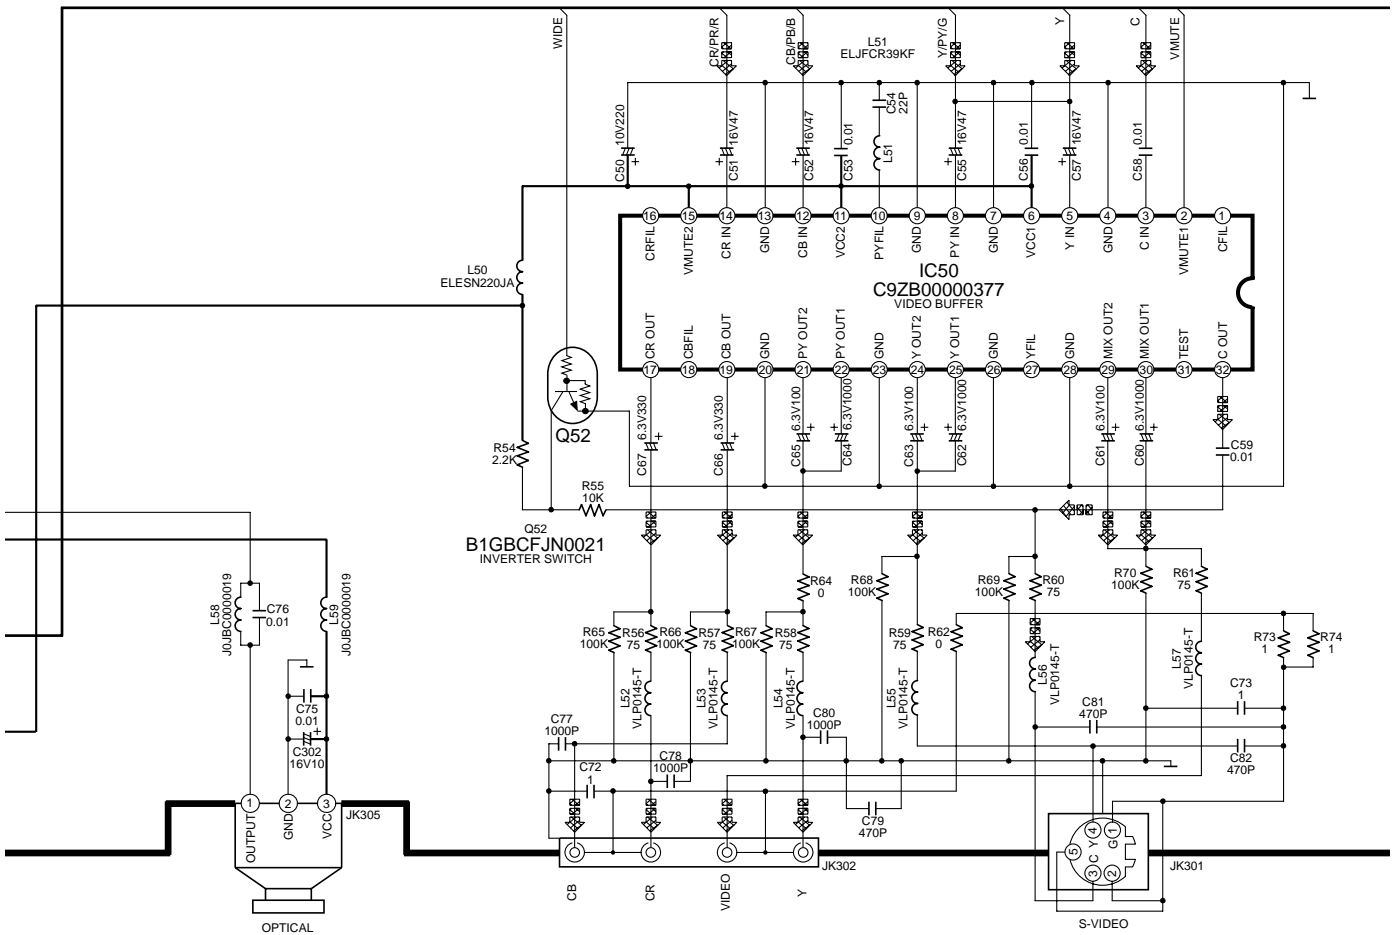 WIDE
CR/PR/R
CB/PB/B
L51
ELJFCR39KF
Y/PY/G
Y
C
VMUTE
C50 10V220
C51 16V47
C52 16V47
C53 0.01
C54
22P
L51
C55 16V47
C56 0.01
C57 16V47
C58 0.01
16 15 14 13 12 11 10 9 8 7 6 5 4 3 2 1
CRFIL
VMUTE2
CR IN
GND
CB IN
VCC2
PYFIL
GND
PY IN
GND
VCC1
Y IN
GND
C IN
VMUTE1
CFIL
L50
ELESN220JA
IC50
C9ZB00000377
VIDEO BUFFER
CR OUT
CBFIL
CB OUT
GND
PY OUT2
PY OUT1
GND
Y OUT2
Y OUT1
GND
YFIL
GND
MIX OUT2
MIX OUT1
TEST
C OUT
17 18 19 20 21 22 23 24 25 26 27 28 29 30 31 32
Q52
R54
2.2K
C67 6.3V330
C66 6.3V330
C65 6.3V100
C64 6.3V1000
C63 6.3V100
C62 6.3V1000
C61 6.3V100
C60 6.3V1000
C59
0.01
R55
10K
Q52
B1GBCFJN0021
INVERTER SWITCH
L58
J0JBC0000019
C76
0.01
L59
J0JBC0000019
R64
0
R68
100K
R69
100K
R60
75
R70
100K
R61
75
R65
100K
R56
75
R66
100K
R57
75
R67
100K
R58
75
R59
75
R62
0
R73
1
R74
1
L52
VLP0145-T
L53
VLP0145-T
L54
VLP0145-T
L55
VLP0145-T
L56
VLP0145-T
L57
VLP0145-T
C75
0.01
C302
16V10
C77
1000P
C80
1000P
C81
470P
C73
1
C72
1
C78
1000P
C82
470P
C79
470P
1 2 3
OUTPUT
GND
VCC
JK305
OPTICAL
JK302
CB
CR
VIDEO
Y
4 1
Y G
5
C
3 2
JK301
S-VIDEO